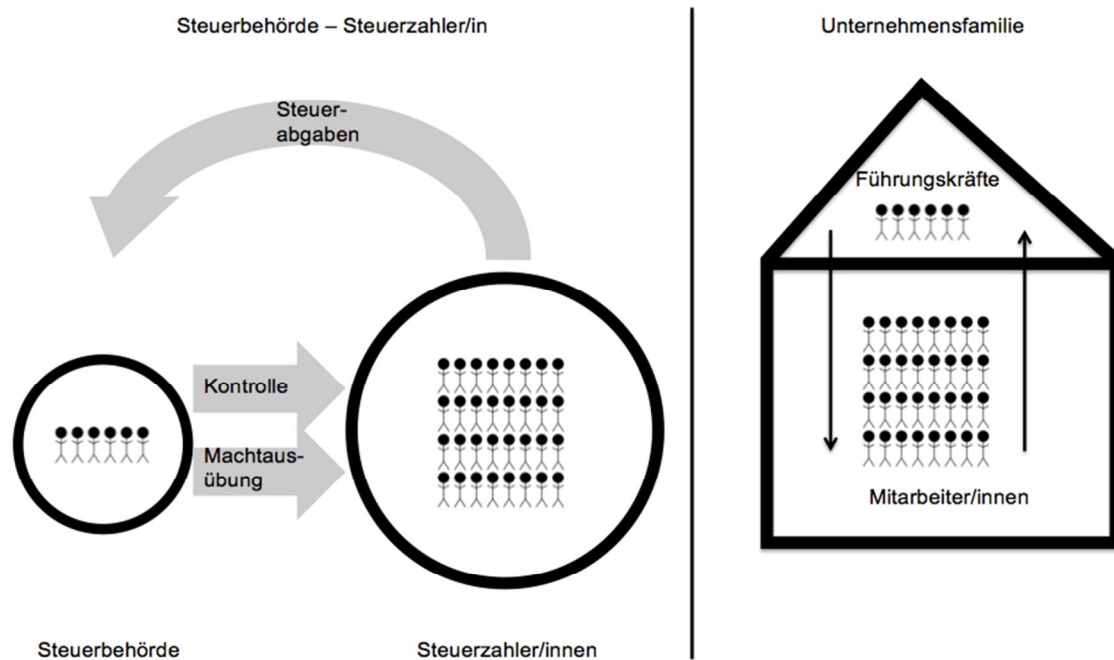 Steuerbehörde – Steuerzahler/in
Steuer-
abgaben
Kontrolle
Machtaus-
übung
Steuerbehörde
Steuerzahler/innen
Unternehmensfamilie
Führungskräfte
Mitarbeiter/innen